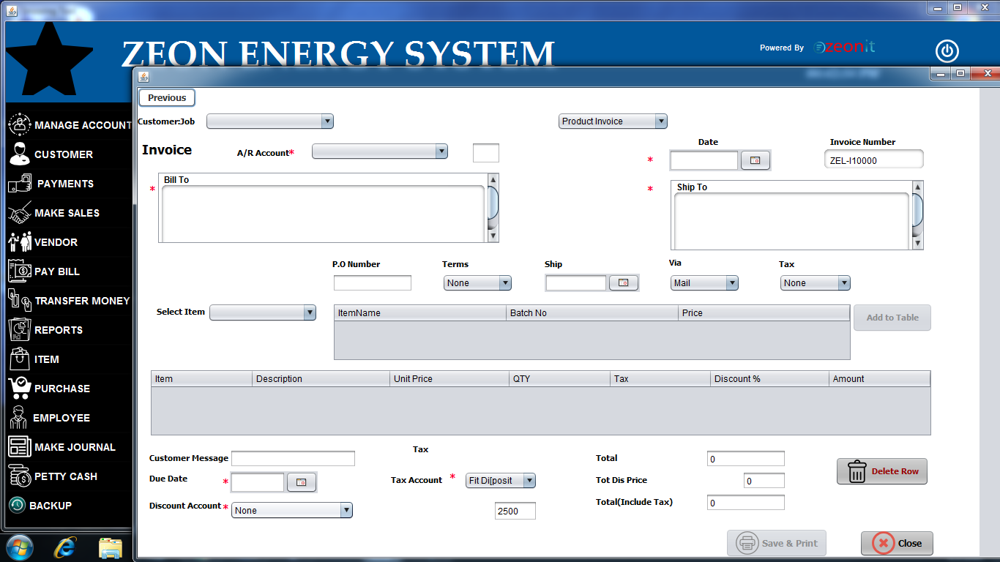 ZEON ENERGY SYSTEM
Powered By zeonit
Previous
Customer:Job
Product Invoice
Invoice
A/R Account*
Date
Invoice Number
*
ZEL-I10000
* Bill To
* Ship To
P.O Number
Terms
Ship
Via
Tax
None
Mail
None
Select Item
ItemName Batch No Price
Add to Table
Item Description Unit Price QTY Tax Discount % Amount
Customer Message
Tax
Total 0
Due Date *
Tax Account * Fit Di[posit
Tot Dis Price 0
Delete Row
Discount Account * None
2500
Total(Include Tax) 0
Save & Print
Close
MANAGE ACCOUNT
CUSTOMER
PAYMENTS
MAKE SALES
VENDOR
PAY BILL
TRANSFER MONEY
REPORTS
ITEM
PURCHASE
EMPLOYEE
MAKE JOURNAL
PETTY CASH
BACKUP